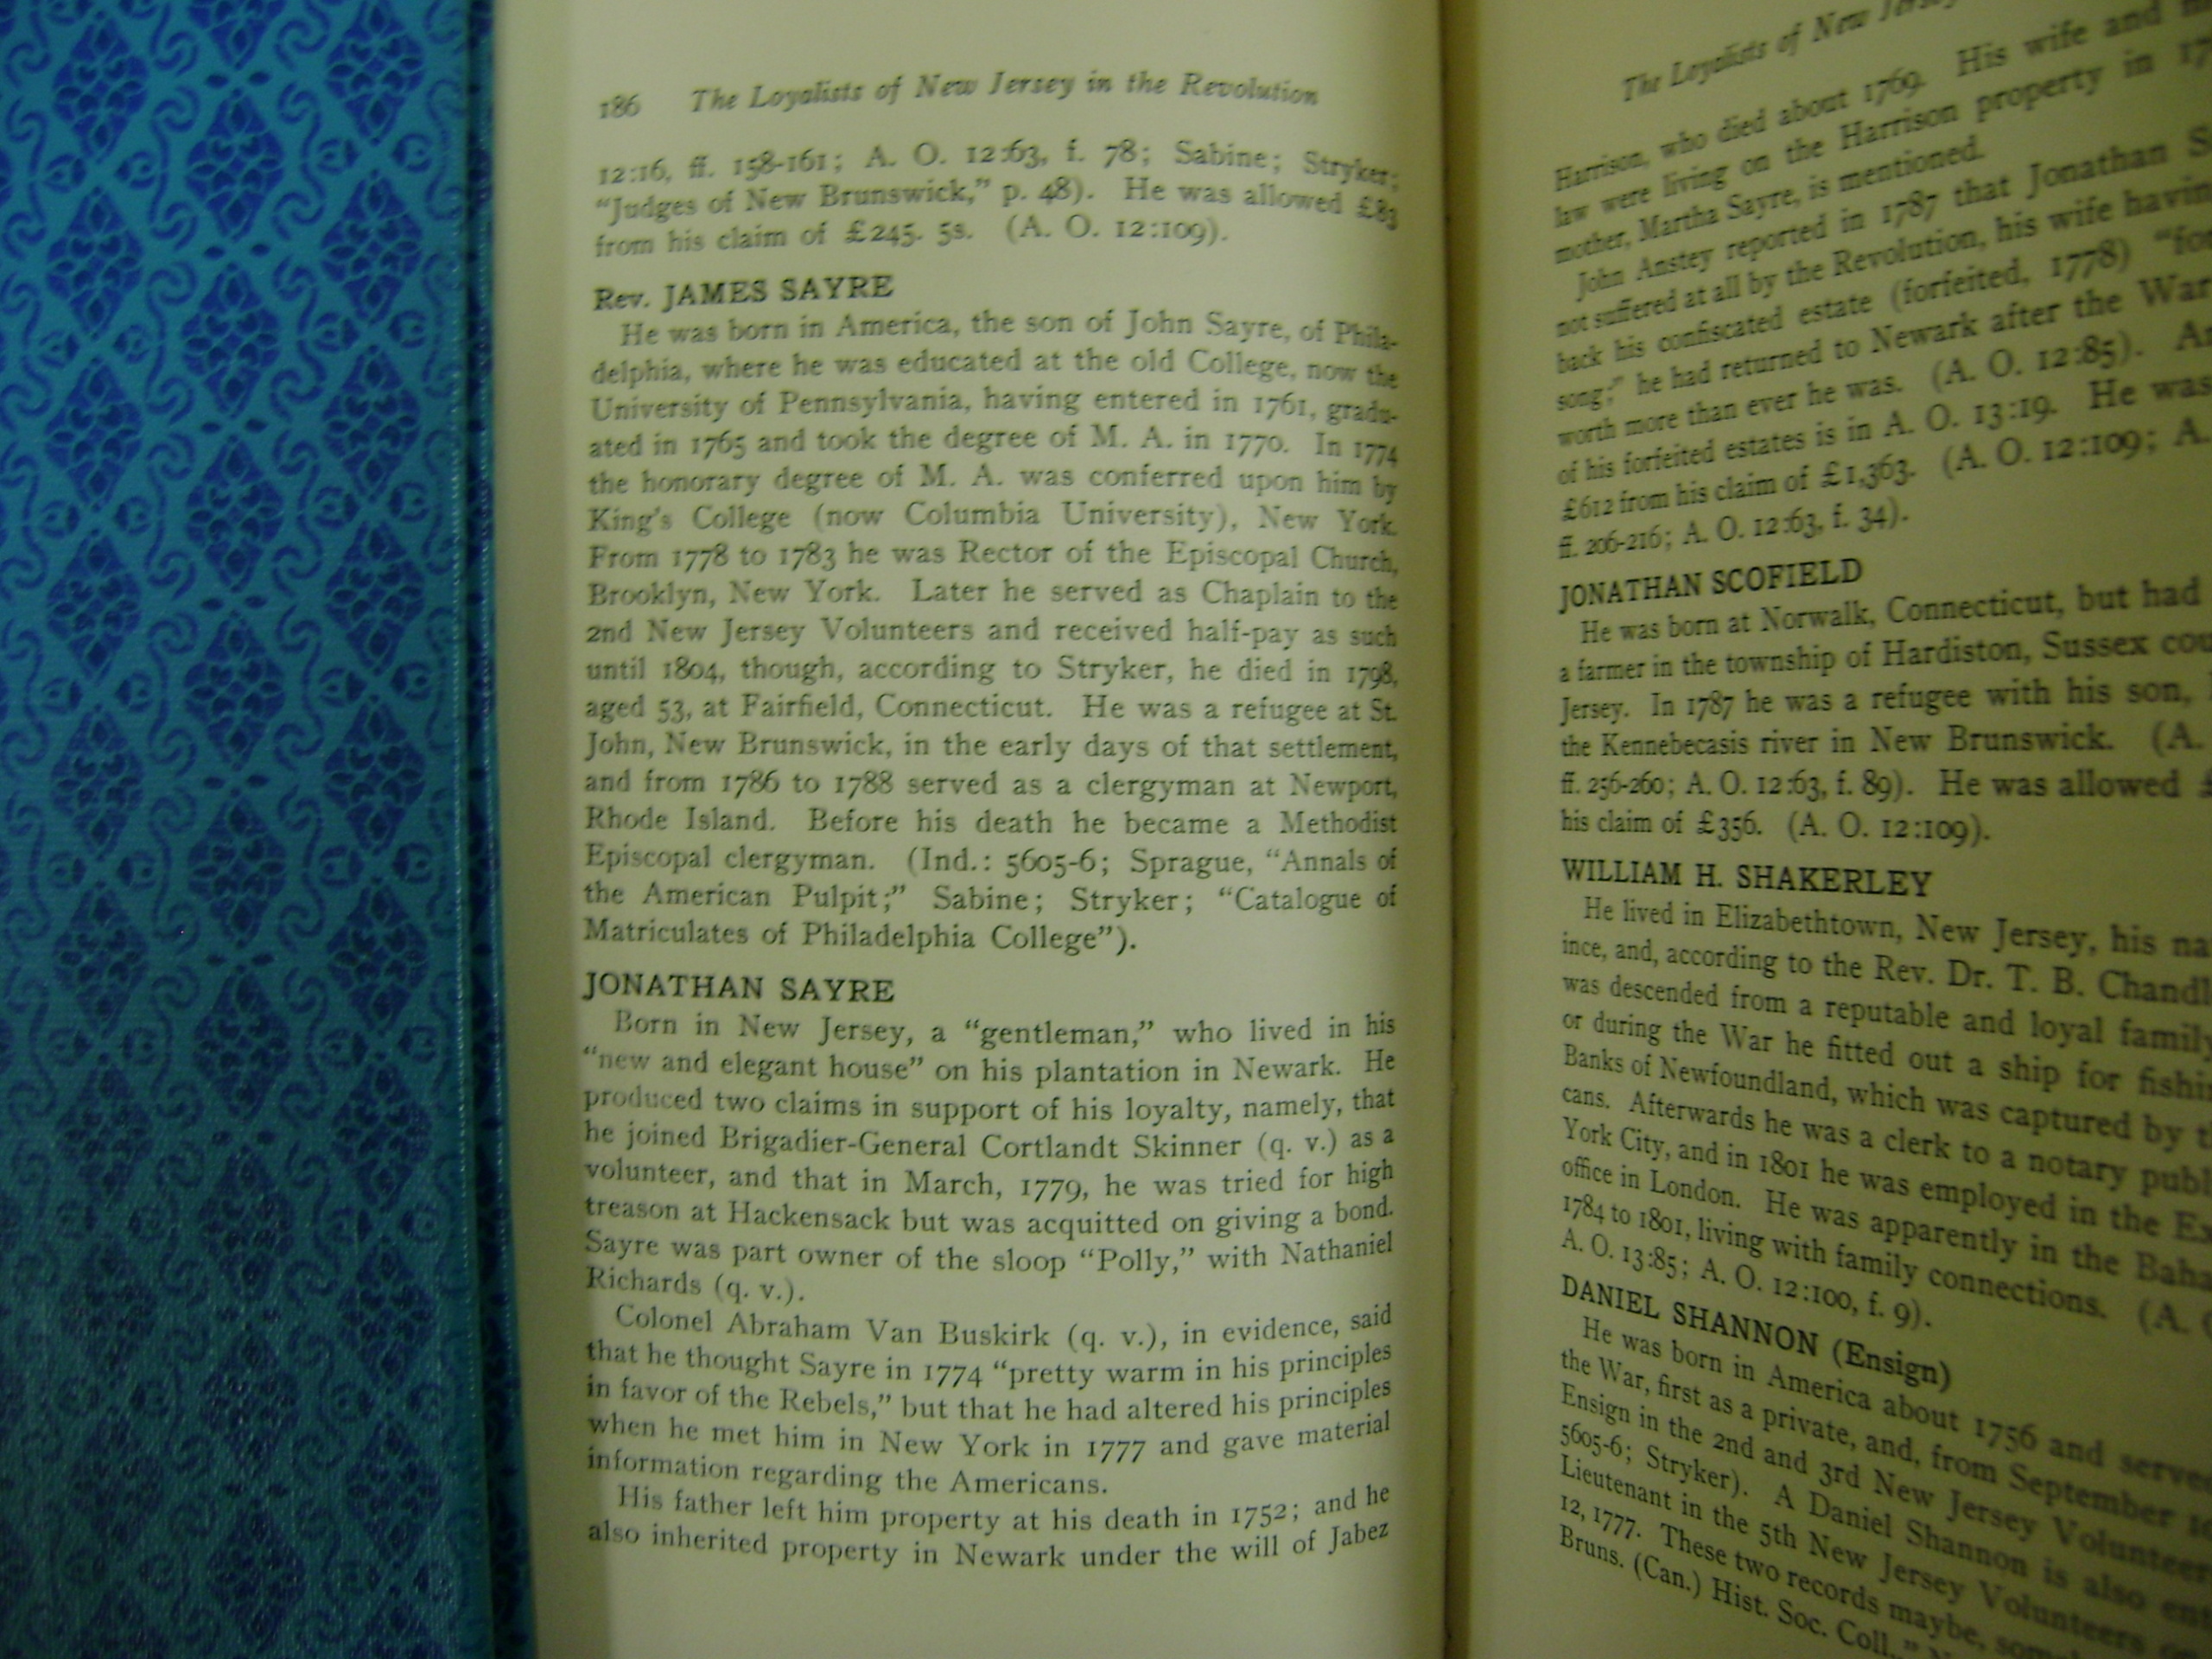 186 The Loyalists of New Jersey in the Revolution
12:16, ff. 158-161; A. O. 12:63, f. 78; Sabine; Stryker;
“Judges of New Brunswick,” p. 48). He was allowed £83
from his claim of £245. 5s. (A. O. 12:109).
Rev. JAMES SAYRE
He was born in America, the son of John Sayre, of Phila-
delphia, where he was educated at the old College, now the
University of Pennsylvania, having entered in 1761, gradu-
ated in 1765 and took the degree of M. A. in 1770. In 1774
the honorary degree of M. A. was conferred upon him by
King's College (now Columbia University), New York.
From 1778 to 1783 he was Rector of the Episcopal Church,
Brooklyn, New York. Later he served as Chaplain to the
2nd New Jersey Volunteers and received half-pay as such
until 1804, though, according to Stryker, he died in 1798,
aged 53, at Fairfield, Connecticut. He was a refugee at St.
John, New Brunswick, in the early days of that settlement,
and from 1786 to 1788 served as a clergyman at Newport,
Rhode Island. Before his death he became a Methodist
Episcopal clergyman. (Ind.: 5605-6; Sprague, “Annals of
the American Pulpit;” Sabine; Stryker; “Catalogue of
Matriculates of Philadelphia College”).
JONATHAN SAYRE
Born in New Jersey, a “gentleman,” who lived in his
“new and elegant house” on his plantation in Newark. He
produced two claims in support of his loyalty, namely, that
he joined Brigadier-General Cortlandt Skinner (q. v.) as a
volunteer, and that in March, 1779, he was tried for high
treason at Hackensack but was acquitted on giving a bond.
Sayre was part owner of the sloop “Polly,” with Nathaniel
Richards (q. v.).
Colonel Abraham Van Buskirk (q. v.), in evidence, said
that he thought Sayre in 1774 “pretty warm in his principles
in favor of the Rebels,” but that he had altered his principles
when he met him in New York in 1777 and gave material
information regarding the Americans.
His father left him property at his death in 1752; and he
also inherited property in Newark under the will of Jabez
The Loyalists of New Jersey
Harrison, who died about 1769. His wife and
law were living on the Harrison property in
mother, Martha Sayre, is mentioned.
John Anstey reported in 1787 that Jonathan
not suffered at all by the Revolution, his wife having
back his confiscated estate (forfeited, 1778)
song;” he had returned to Newark after the War
worth more than ever he was. (A. O. 12:85).
of his forfeited estates is in A. O. 13:19. He was
£612 from his claim of £1,363. (A. O. 12:109; A.
ff. 206-216; A. O. 12:63, f. 34).
JONATHAN SCOFIELD
He was born at Norwalk, Connecticut, but had
a farmer in the township of Hardiston, Sussex
Jersey. In 1787 he was a refugee with his son,
the Kennebecasis river in New Brunswick. (A.
ff. 256-260; A. O. 12:63, f. 89). He was allowed
his claim of £356. (A. O. 12:109).
WILLIAM H. SHAKERLEY
He lived in Elizabethtown, New Jersey, his na
ince, and, according to the Rev. Dr. T. B. Chandl
was descended from a reputable and loyal family
or during the War he fitted out a ship for
Banks of Newfoundland, which was captured by
cans. Afterwards he was a clerk to a notary publ
York City, and in 1801 he was employed in the
office in London. He was apparently in the Baha
1784 to 1801, living with family connections. (A.
A. O. 13:85; A. O. 12:100, f. 9).
DANIEL SHANNON (Ensign)
He was born in America about 1756 and serve
the War, first as a private, and, from September
Ensign in the 2nd and 3rd New Jersey Volunteer
5605-6; Stryker). A Daniel Shannon is also
Lieutenant in the 5th New Jersey Volunteers
12, 1777. These two records maybe,
Bruns. (Can.) Hist. Soc. Coll.,”